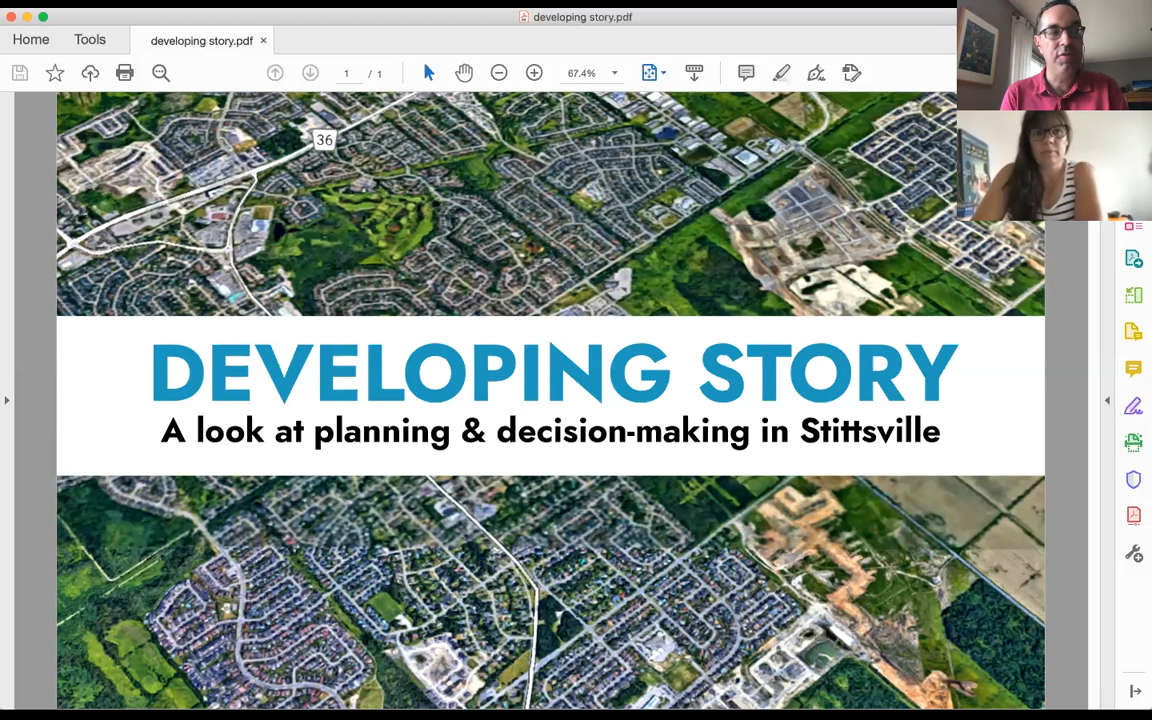 developing story.pdf
Home Tools developing story.pdf ×
1 / 1 67.4%
36
DEVELOPING STORY
A look at planning & decision-making in Stittsville